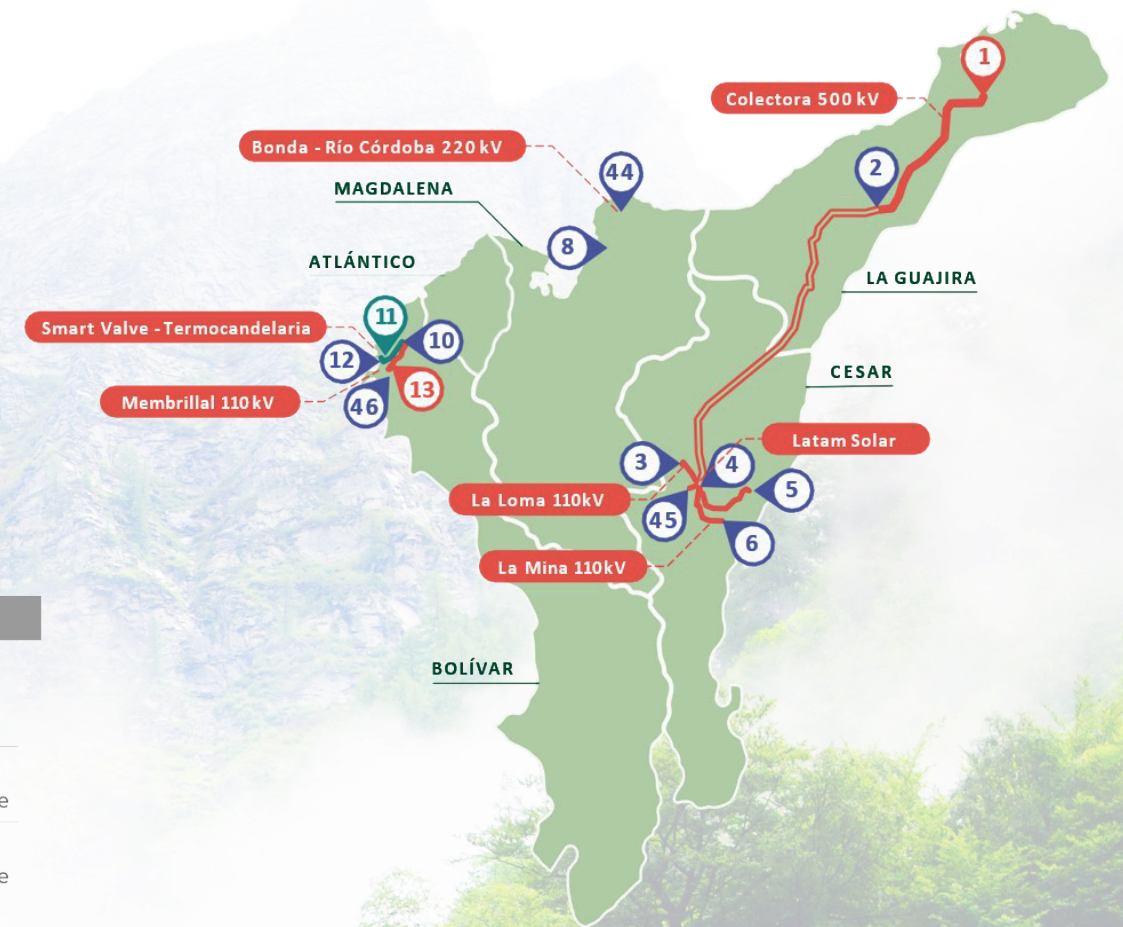 1
Colectora 500 kV
Bonda - Río Córdoba 220 kV
44
2
MAGDALENA
8
ATLÁNTICO
LA GUAJIRA
11
Smart Valve - Termocandelaria
10
12
CESAR
13
Membrillal 110 kV
46
Latam Solar
3
4
5
La Loma 110kV
45
6
La Mina 110kV
BOLÍVAR
e
e